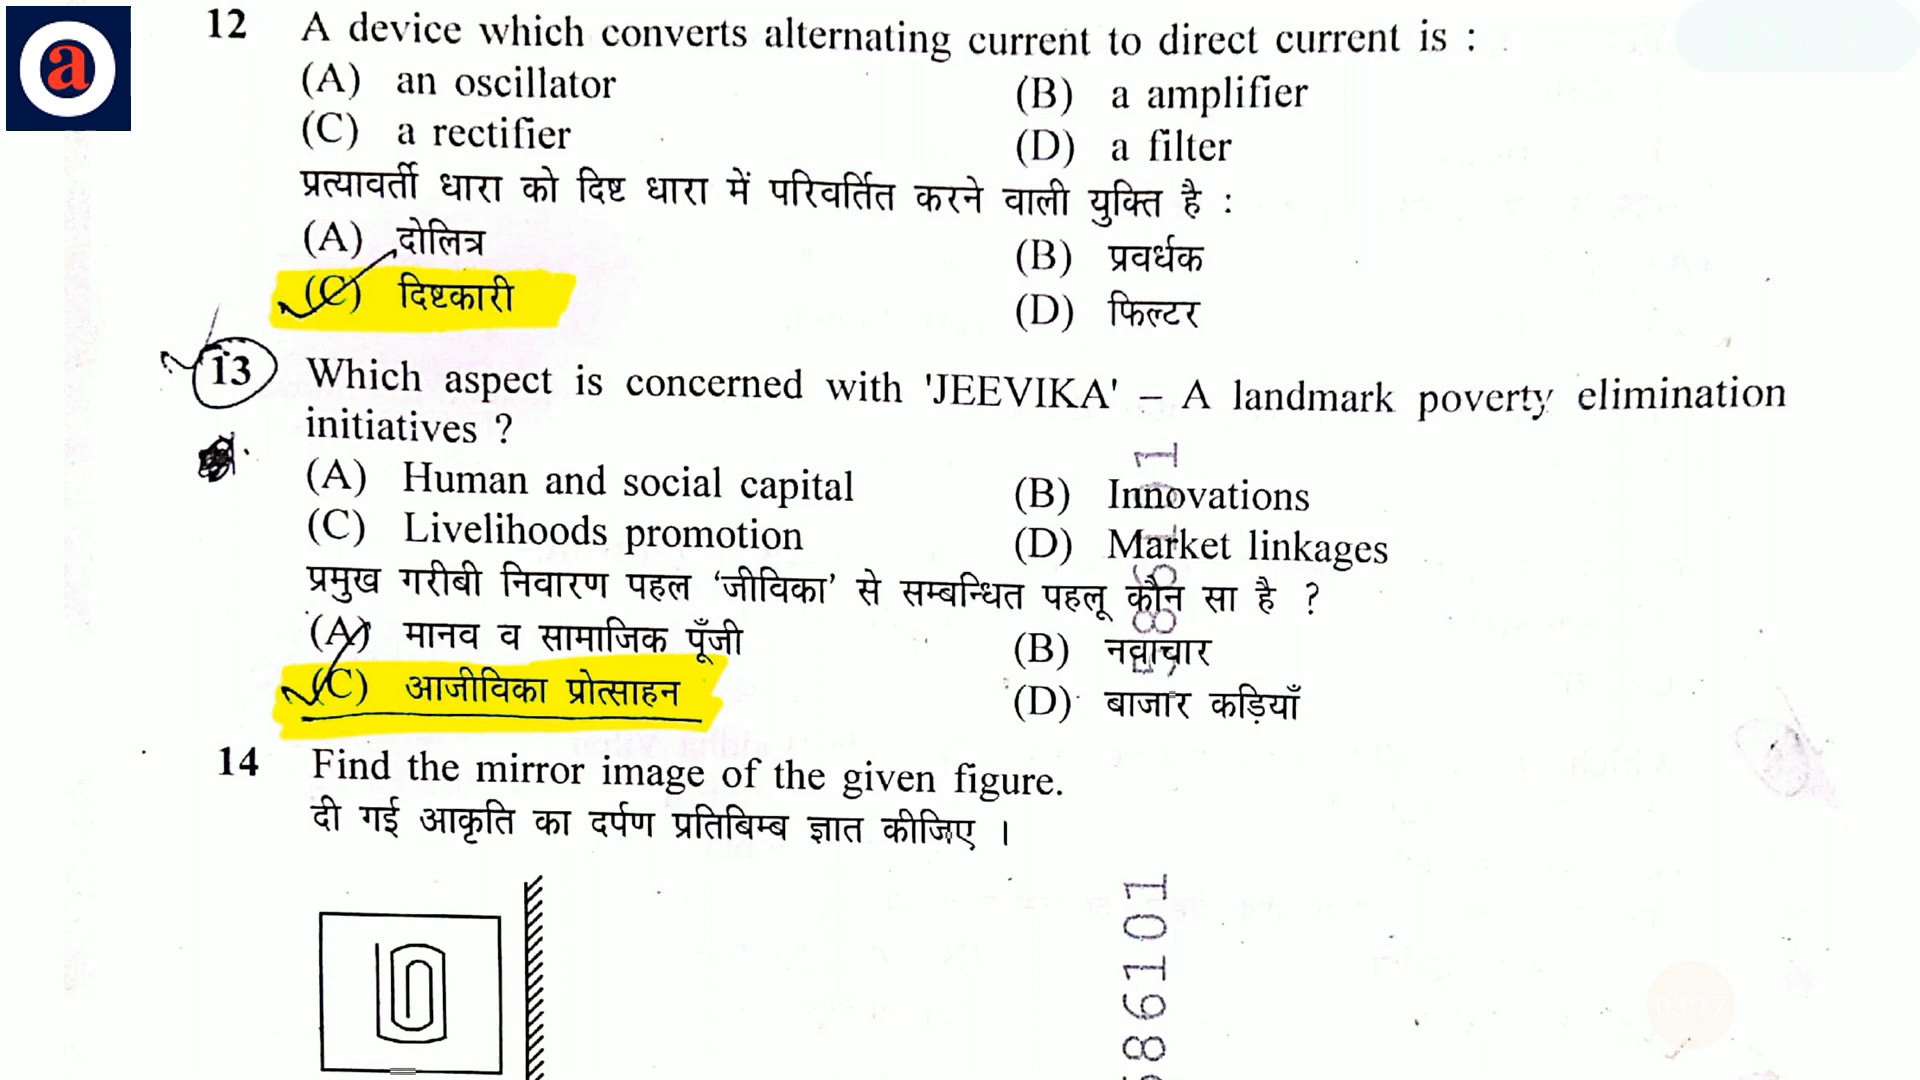 a
12 A device which converts alternating current to direct current is :
(A) an oscillator (B) a amplifier
(C) a rectifier (D) a filter
प्रत्यावर्ती धारा को दिष्ट धारा में परिवर्तित करने वाली युक्ति है :
(A) दोलित्र (B) प्रवर्धक
(C) दिष्टकारी (D) फिल्टर
13 Which aspect is concerned with 'JEEVIKA' – A landmark poverty elimination
initiatives ?
(A) Human and social capital (B) Innovations
(C) Livelihoods promotion (D) Market linkages
प्रमुख गरीबी निवारण पहल ‘जीविका’ से सम्बन्धित पहलू कौन सा है ?
(A) मानव व सामाजिक पूँजी (B) नवाचार
(C) आजीविका प्रोत्साहन (D) बाजार कड़ियाँ
14 Find the mirror image of the given figure.
दी गई आकृति का दर्पण प्रतिबिम्ब ज्ञात कीजिए ।
86101
03:17